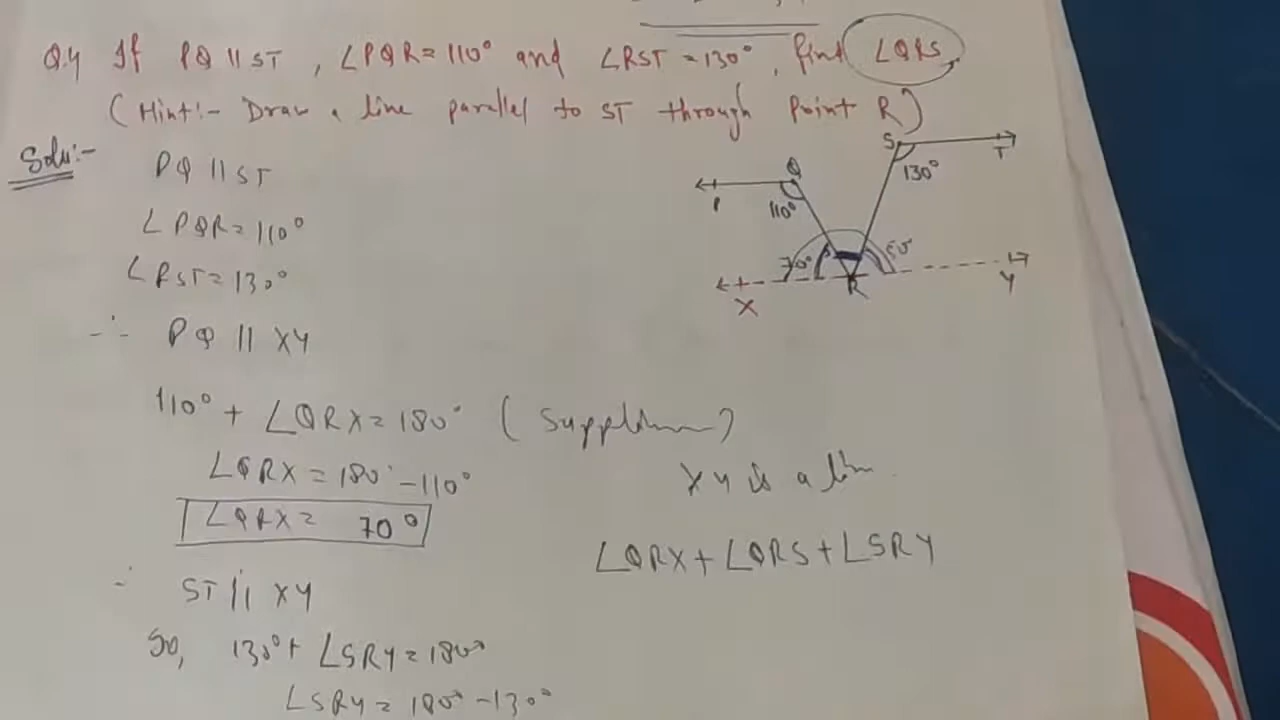 Q.4 If PQ || ST , ∠PQR = 110° and ∠RST = 130° , find ∠QRS
(Hint:- Draw a line parallel to ST through Point R)
Solu:-
PQ || ST
∠PQR = 110°
∠RST = 130°
∴ PQ || XY
110° + ∠QRX = 180° (
∠QRX = 180° - 110°
∠QRX = 70°
∴ ST || XY
So, 130° + ∠SRY = 180°
∠SRY = 180° - 130°
XY is a line
∠QRX + ∠QRS + ∠SRY
S T
130°
Q
P 110°
70° 50°
X R Y